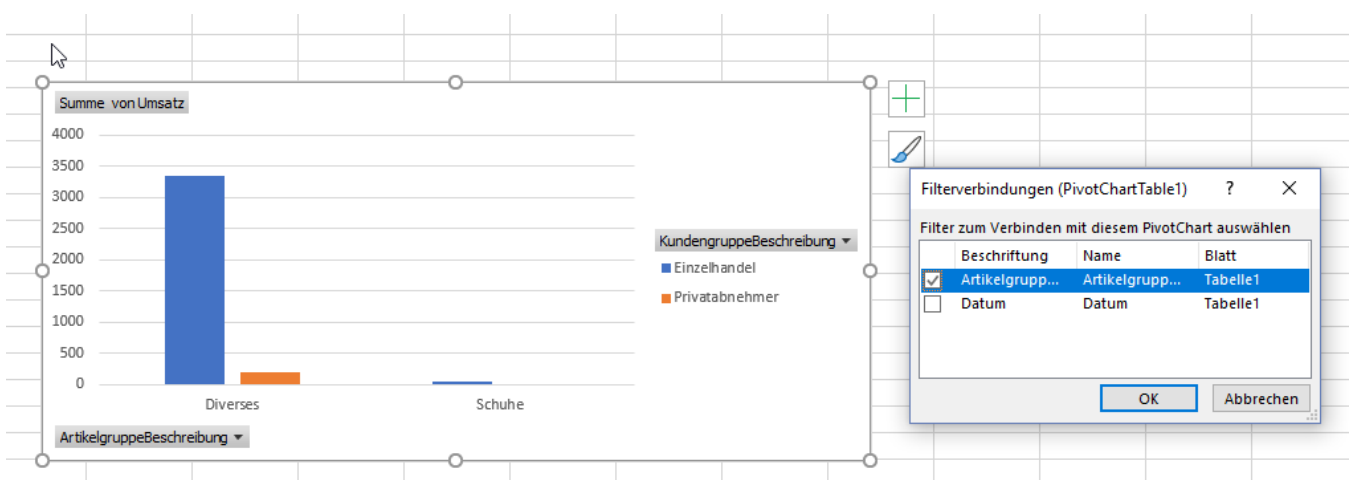 Summe von Umsatz
4000
3500
3000
2500
2000
1500
1000
500
0
Diverses Schuhe
ArtikelgruppeBeschreibung
KundengruppeBeschreibung
Einzelhandel
Privatabnehmer
Filterverbindungen (PivotChartTable1) ?
Filter zum Verbinden mit diesem PivotChart auswählen
Beschriftung Name Blatt
Artikelgrupp... Artikelgrupp... Tabelle1
Datum Datum Tabelle1
OK Abbrechen